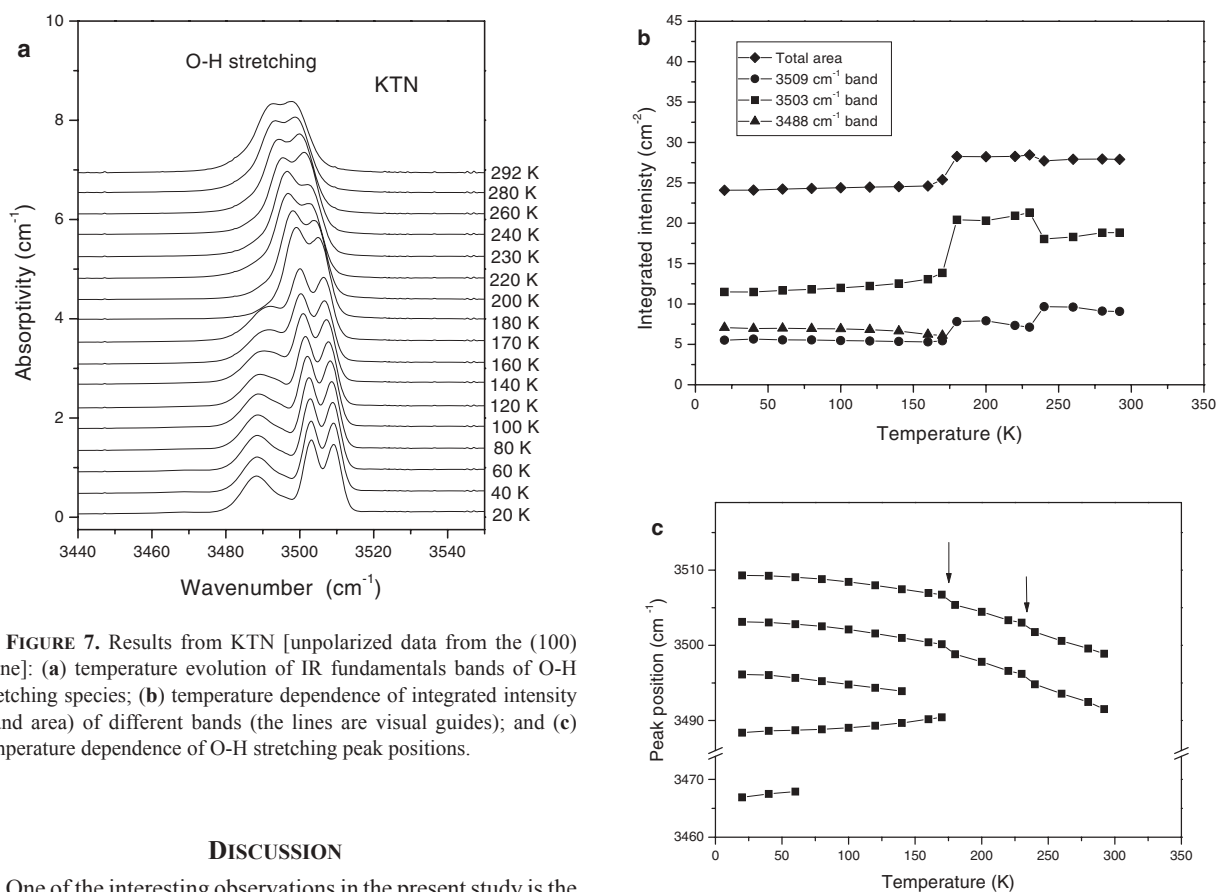 a
O-H stretching
KTN
10
8
6
4
2
0
Absorptivity (cm-1)
292 K
280 K
260 K
240 K
230 K
220 K
200 K
180 K
170 K
160 K
140 K
120 K
100 K
80 K
60 K
40 K
20 K
3440 3460 3480 3500 3520 3540
Wavenumber (cm-1)
FIGURE 7. Results from KTN [unpolarized data from the (100)
]: (a) temperature evolution of IR fundamentals bands of O-H
species; (b) temperature dependence of integrated intensity
area) of different bands (the lines are visual guides); and (c)
dependence of O-H stretching peak positions.
DISCUSSION
One of the interesting observations in the present study is the
b
Total area
3509 cm-1 band
3503 cm-1 band
3488 cm-1 band
45
40
35
30
25
20
15
10
5
0
Integrated intenisty (cm-2)
0 50 100 150 200 250 300 350
Temperature (K)
c
3510
3500
3490
3470
3460
Peak position (cm-1)
0 50 100 150 200 250 300 350
Temperature (K)